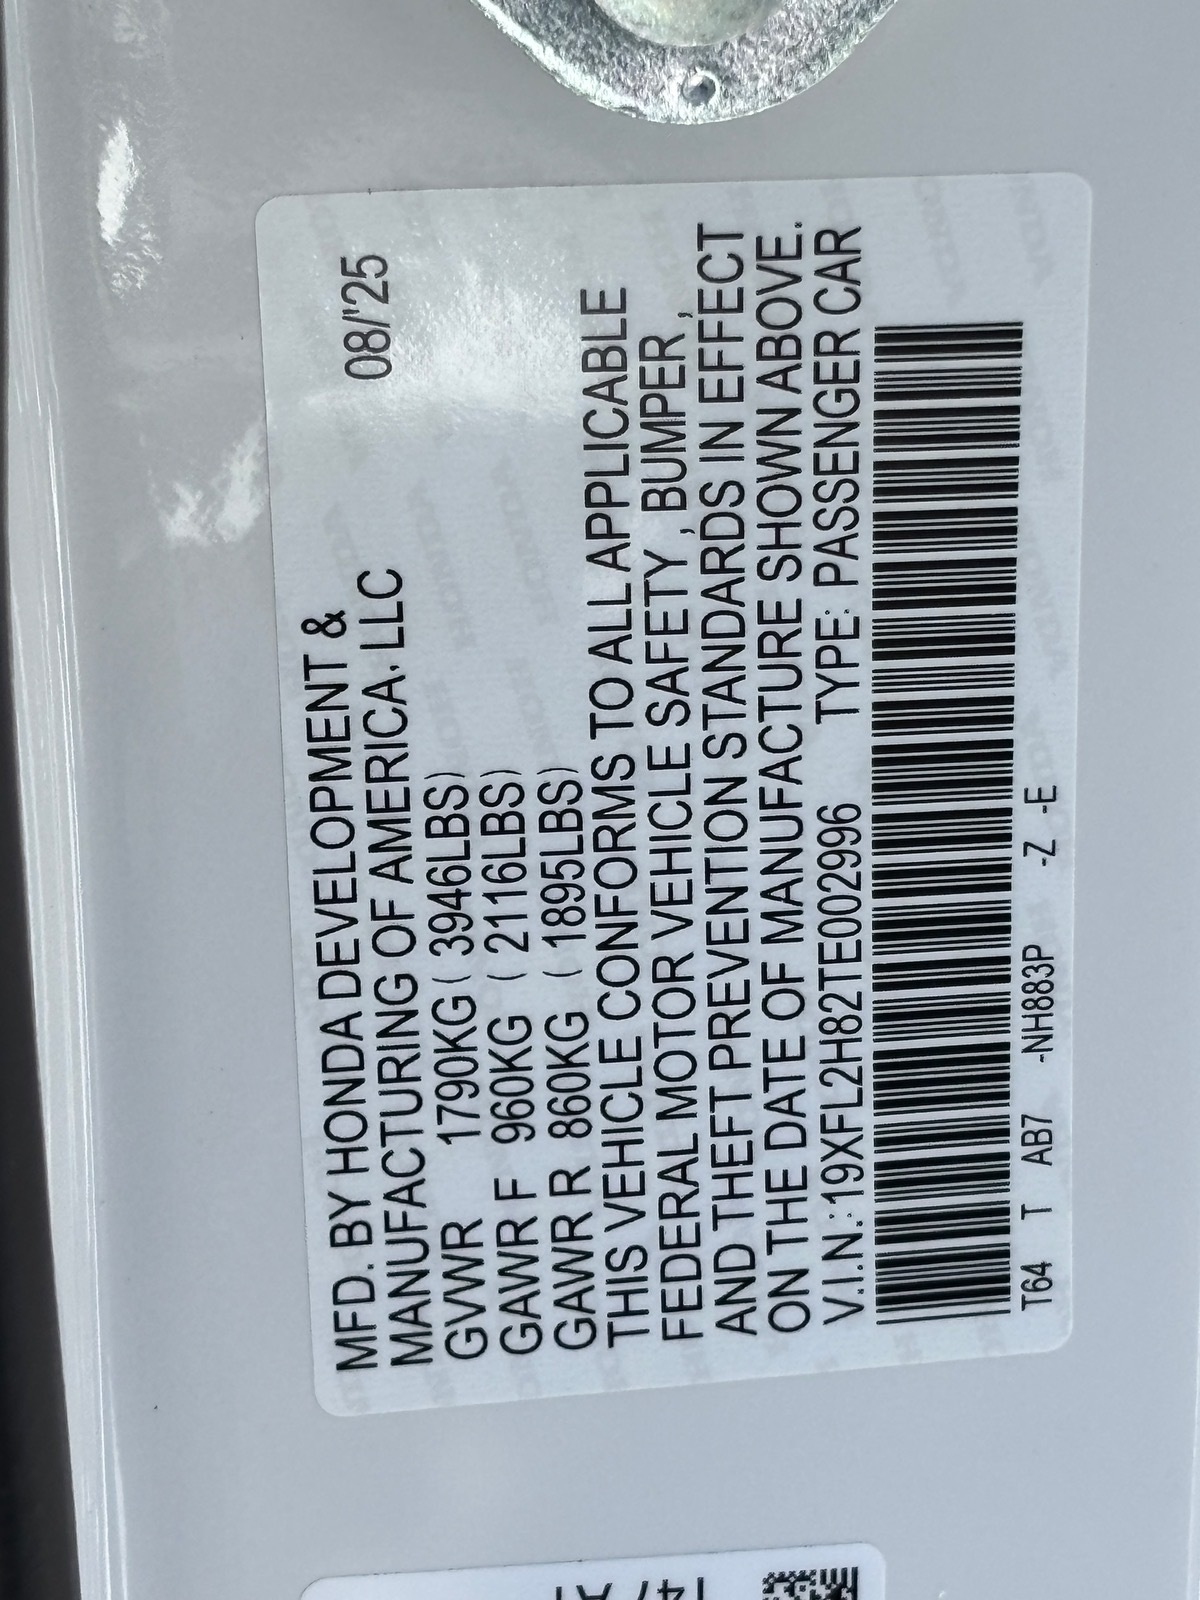 MFD. BY HONDA DEVELOPMENT &
MANUFACTURING OF AMERICA, LLC 08/'25
GVWR 1790KG ( 3946LBS)
GAWR F 960KG ( 2116LBS)
GAWR R 860KG ( 1895LBS)
THIS VEHICLE CONFORMS TO ALL APPLICABLE
FEDERAL MOTOR VEHICLE SAFETY , BUMPER ,
AND THEFT PREVENTION STANDARDS IN EFFECT
ON THE DATE OF MANUFACTURE SHOWN ABOVE.
V.I.N.:19XFL2H82TE002996 TYPE: PASSENGER CAR
T64 T AB7 -NH883P -Z -E